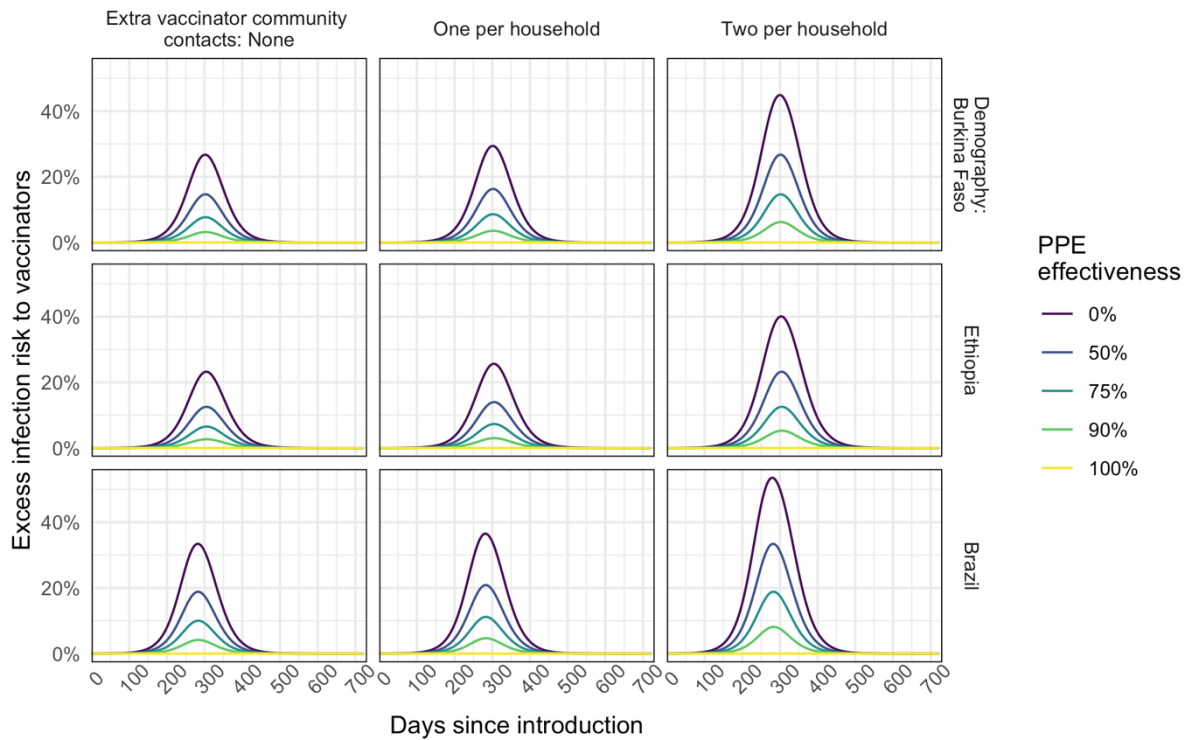 Extra vaccinator community
contacts: None
One per household
Two per household
Excess infection risk to vaccinators
40%
20%
0%
Demography:
Burkina Faso
40%
20%
0%
Ethiopia
40%
20%
0%
Brazil
0 100 200 300 400 500 600 700
0 100 200 300 400 500 600 700
0 100 200 300 400 500 600 700
Days since introduction
PPE
effectiveness
0%
50%
75%
90%
100%